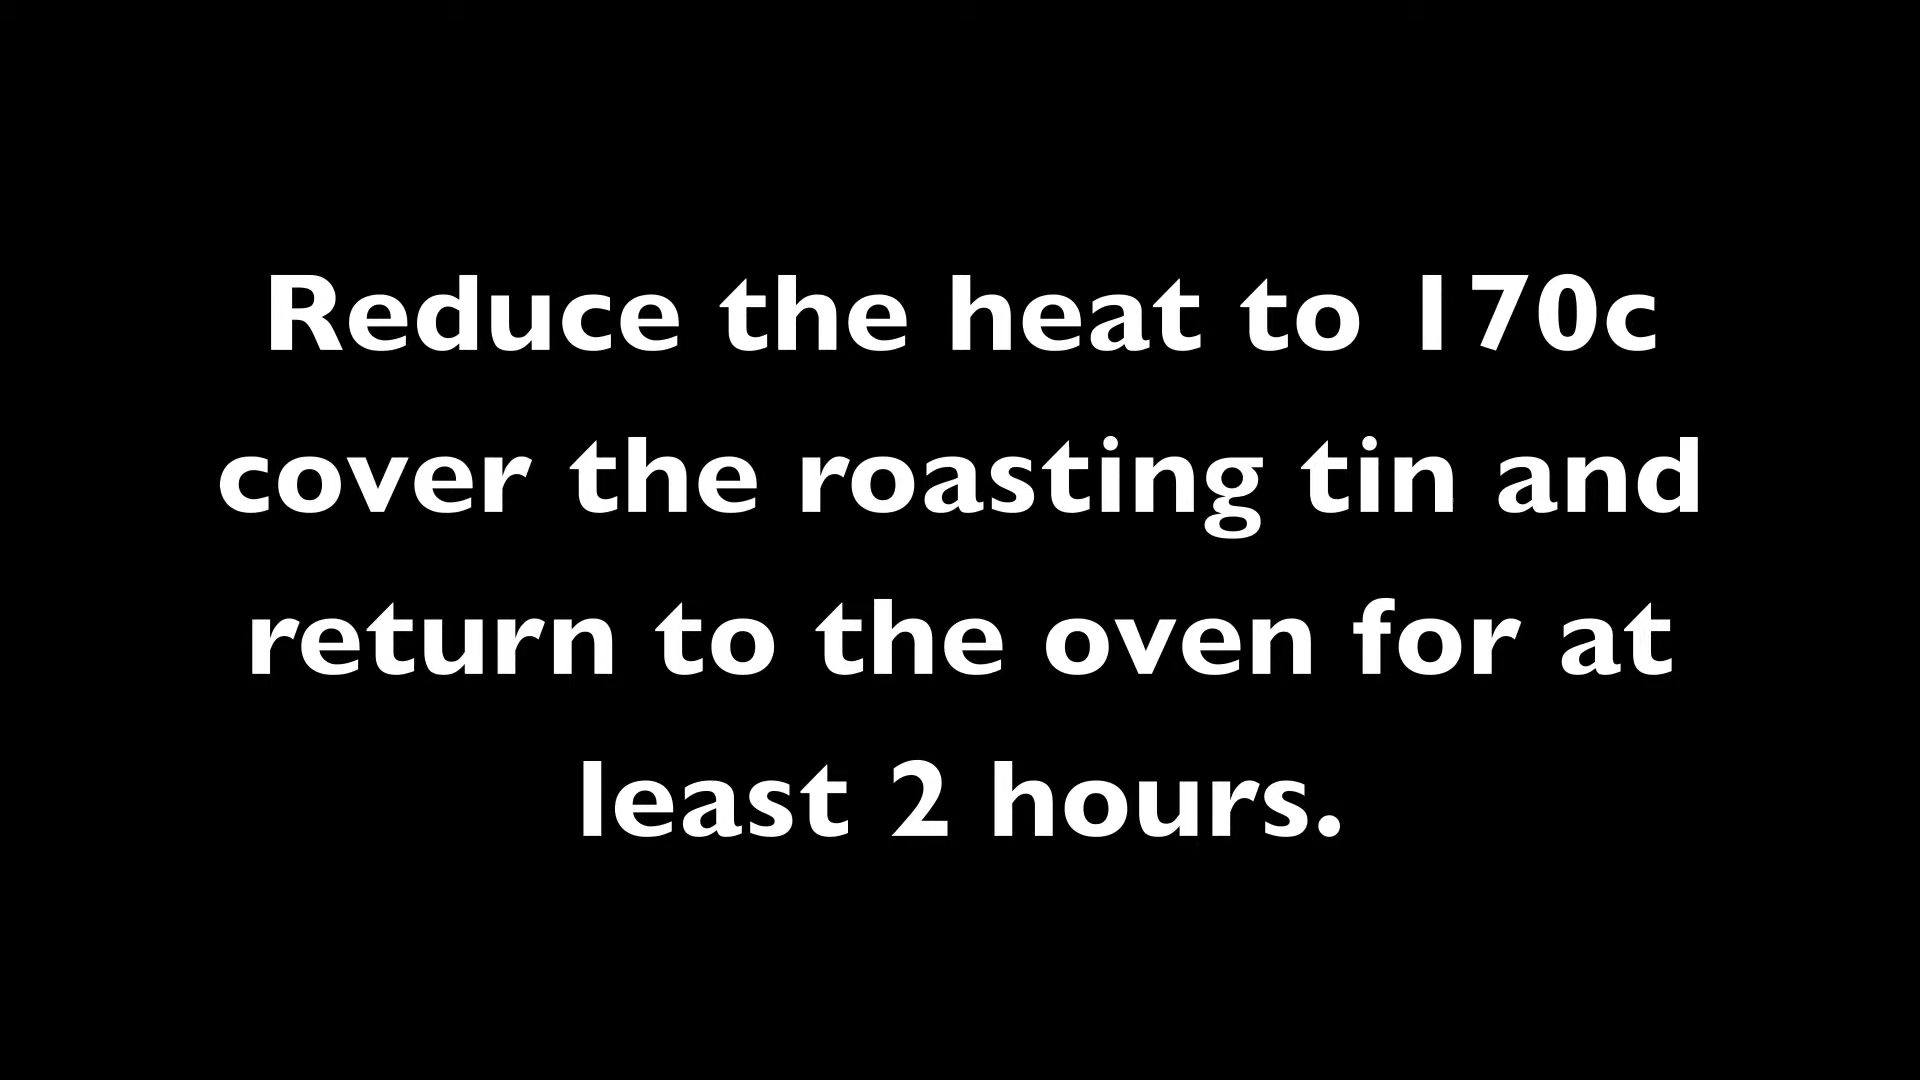 Reduce the heat to 170c
cover the roasting tin and
return to the oven for at
least 2 hours.